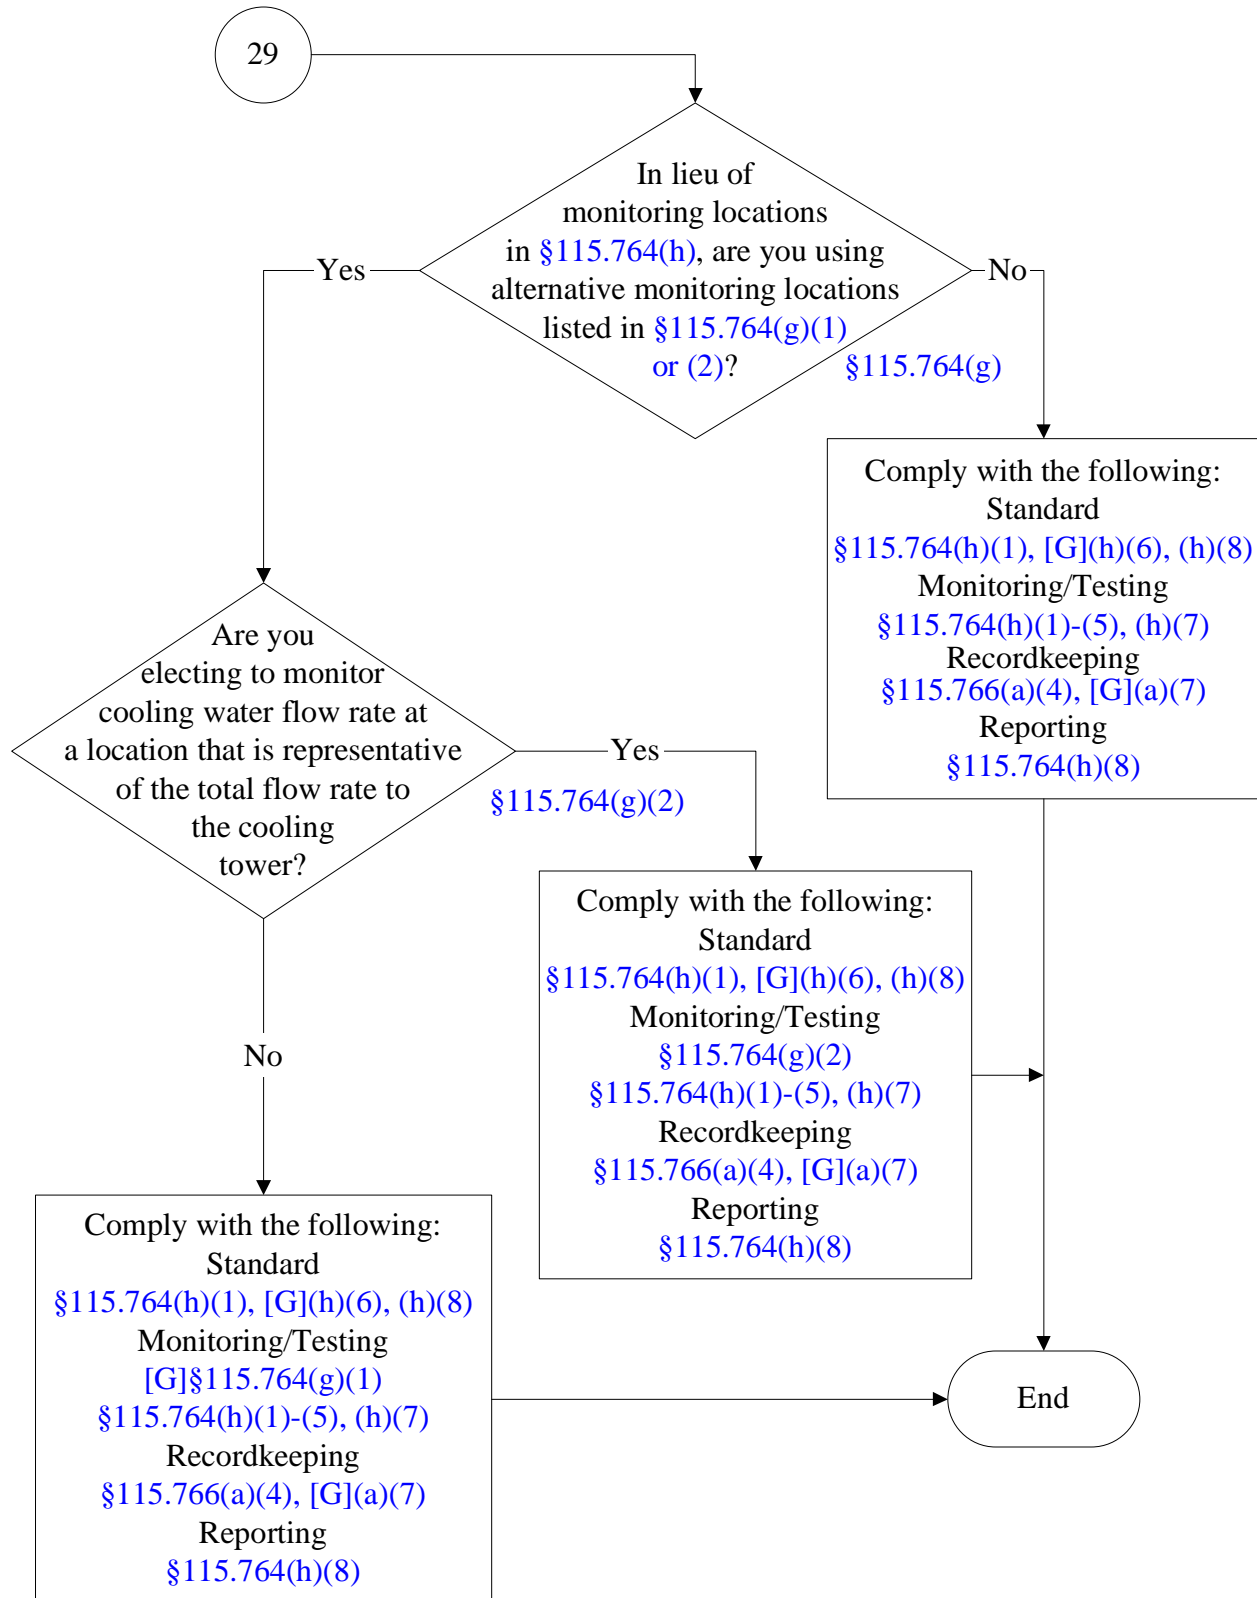 29
In lieu of
monitoring locations
in §115.764(h), are you using
alternative monitoring locations
listed in §115.764(g)(1)
or (2)?
Yes
No
§115.764(g)
Comply with the following:
Standard
§115.764(h)(1), [G](h)(6), (h)(8)
Monitoring/Testing
§115.764(h)(1)-(5), (h)(7)
Recordkeeping
§115.766(a)(4), [G](a)(7)
Reporting
§115.764(h)(8)
Are you
electing to monitor
cooling water flow rate at
a location that is representative
of the total flow rate to
the cooling
tower?
Yes
§115.764(g)(2)
Comply with the following:
Standard
§115.764(h)(1), [G](h)(6), (h)(8)
Monitoring/Testing
§115.764(g)(2)
§115.764(h)(1)-(5), (h)(7)
Recordkeeping
§115.766(a)(4), [G](a)(7)
Reporting
§115.764(h)(8)
No
Comply with the following:
Standard
§115.764(h)(1), [G](h)(6), (h)(8)
Monitoring/Testing
[G]§115.764(g)(1)
§115.764(h)(1)-(5), (h)(7)
Recordkeeping
§115.766(a)(4), [G](a)(7)
Reporting
§115.764(h)(8)
End